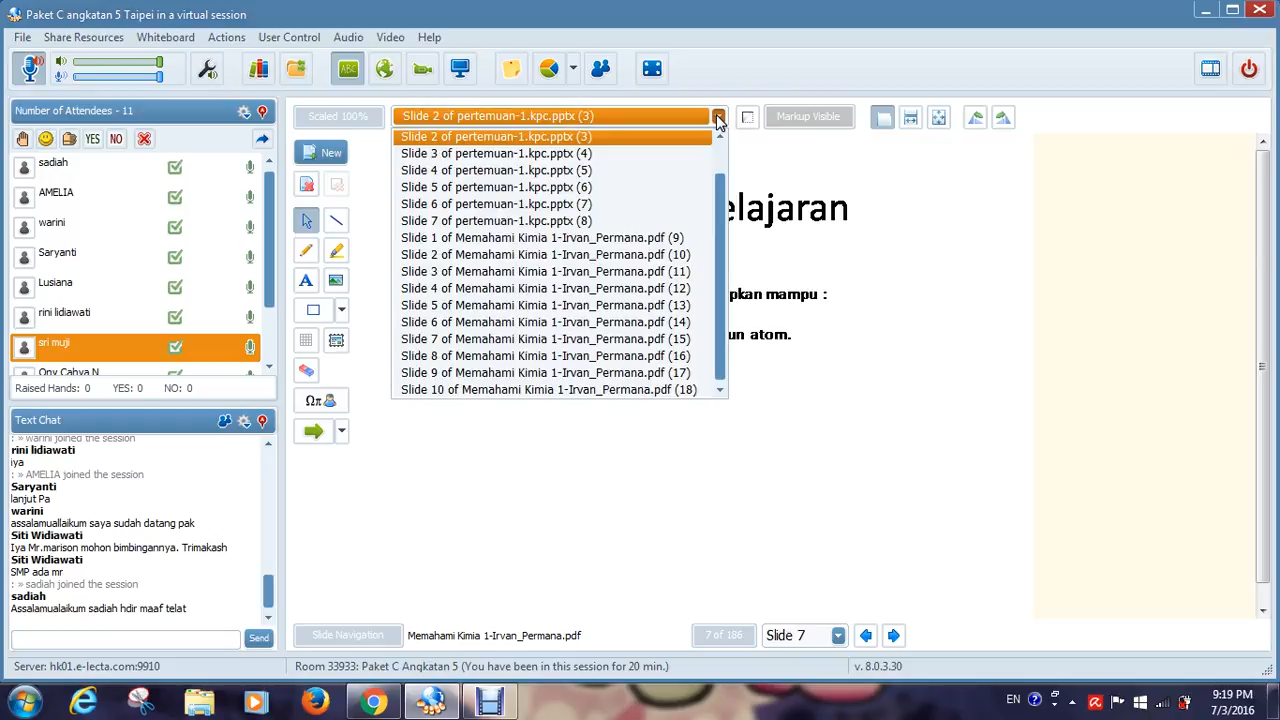 Paket C angkatan 5 Taipei in a virtual session
File Share Resources Whiteboard Actions User Control Audio Video Help
ABC
Number of Attendees - 11
YES NO
sadiah
AMELIA
warini
Saryanti
Lusiana
rini lidiawati
sri muji
Ony Cahya N
Raised Hands: 0 YES: 0 NO: 0
Text Chat
: » warini joined the session
rini lidiawati
iya
: » AMELIA joined the session
Saryanti
lanjut Pa
warini
assalamuallaikum saya sudah datang pak
Siti Widiawati
Iya Mr.marison mohon bimbingannya. Trimakash
Siti Widiawati
SMP ada mr
: » sadiah joined the session
sadiah
Assalamualaikum sadiah hdir maaf telat
Send
Scaled 100%
Slide 2 of pertemuan-1.kpc.pptx (3)
Markup Visible
New
A
Ωπ
Slide 2 of pertemuan-1.kpc.pptx (3)
Slide 3 of pertemuan-1.kpc.pptx (4)
Slide 4 of pertemuan-1.kpc.pptx (5)
Slide 5 of pertemuan-1.kpc.pptx (6)
Slide 6 of pertemuan-1.kpc.pptx (7)
Slide 7 of pertemuan-1.kpc.pptx (8)
Slide 1 of Memahami Kimia 1-Irvan_Permana.pdf (9)
Slide 2 of Memahami Kimia 1-Irvan_Permana.pdf (10)
Slide 3 of Memahami Kimia 1-Irvan_Permana.pdf (11)
Slide 4 of Memahami Kimia 1-Irvan_Permana.pdf (12)
Slide 5 of Memahami Kimia 1-Irvan_Permana.pdf (13)
Slide 6 of Memahami Kimia 1-Irvan_Permana.pdf (14)
Slide 7 of Memahami Kimia 1-Irvan_Permana.pdf (15)
Slide 8 of Memahami Kimia 1-Irvan_Permana.pdf (16)
Slide 9 of Memahami Kimia 1-Irvan_Permana.pdf (17)
Slide 10 of Memahami Kimia 1-Irvan_Permana.pdf (18)
elajaran
pkan mampu :
un atom.
Slide Navigation Memahami Kimia 1-Irvan_Permana.pdf 7 of 186 Slide 7
Server: hk01.e-lecta.com:9910 Room 33933: Paket C Angkatan 5 (You have been in this session for 20 min.) v. 8.0.3.30
EN
9:19 PM
7/3/2016